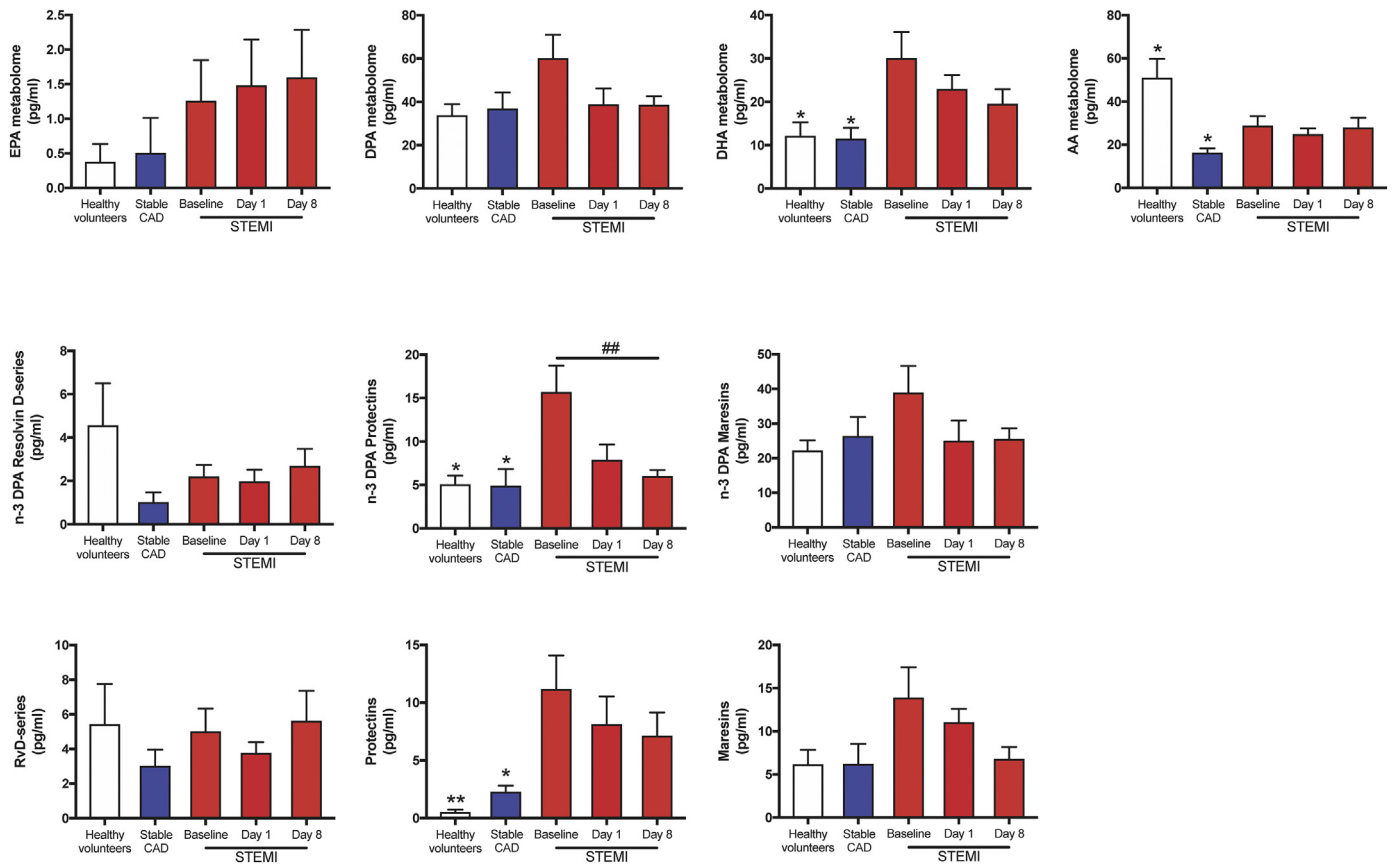 EPA metabolome
(pg/ml)
2.5
2.0
1.5
1.0
0.5
0.0
Healthy volunteers
Stable CAD
Baseline
Day 1
Day 8
STEMI
DPA metabolome
(pg/ml)
80
60
40
20
0
Healthy volunteers
Stable CAD
Baseline
Day 1
Day 8
STEMI
DHA metabolome
(pg/ml)
40
30
20
10
0
*
*
Healthy volunteers
Stable CAD
Baseline
Day 1
Day 8
STEMI
AA metabolome
(pg/ml)
80
60
40
20
0
*
*
Healthy volunteers
Stable CAD
Baseline
Day 1
Day 8
STEMI
n-3 DPA Resolvin D-series
(pg/ml)
8
6
4
2
0
Healthy volunteers
Stable CAD
Baseline
Day 1
Day 8
STEMI
n-3 DPA Protectins
(pg/ml)
20
15
10
5
0
*
*
##
Healthy volunteers
Stable CAD
Baseline
Day 1
Day 8
STEMI
n-3 DPA Maresins
(pg/ml)
50
40
30
20
10
0
Healthy volunteers
Stable CAD
Baseline
Day 1
Day 8
STEMI
RvD-series
(pg/ml)
10
8
6
4
2
0
Healthy volunteers
Stable CAD
Baseline
Day 1
Day 8
STEMI
Protectins
(pg/ml)
15
10
5
0
**
*
Healthy volunteers
Stable CAD
Baseline
Day 1
Day 8
STEMI
Maresins
(pg/ml)
20
15
10
5
0
Healthy volunteers
Stable CAD
Baseline
Day 1
Day 8
STEMI